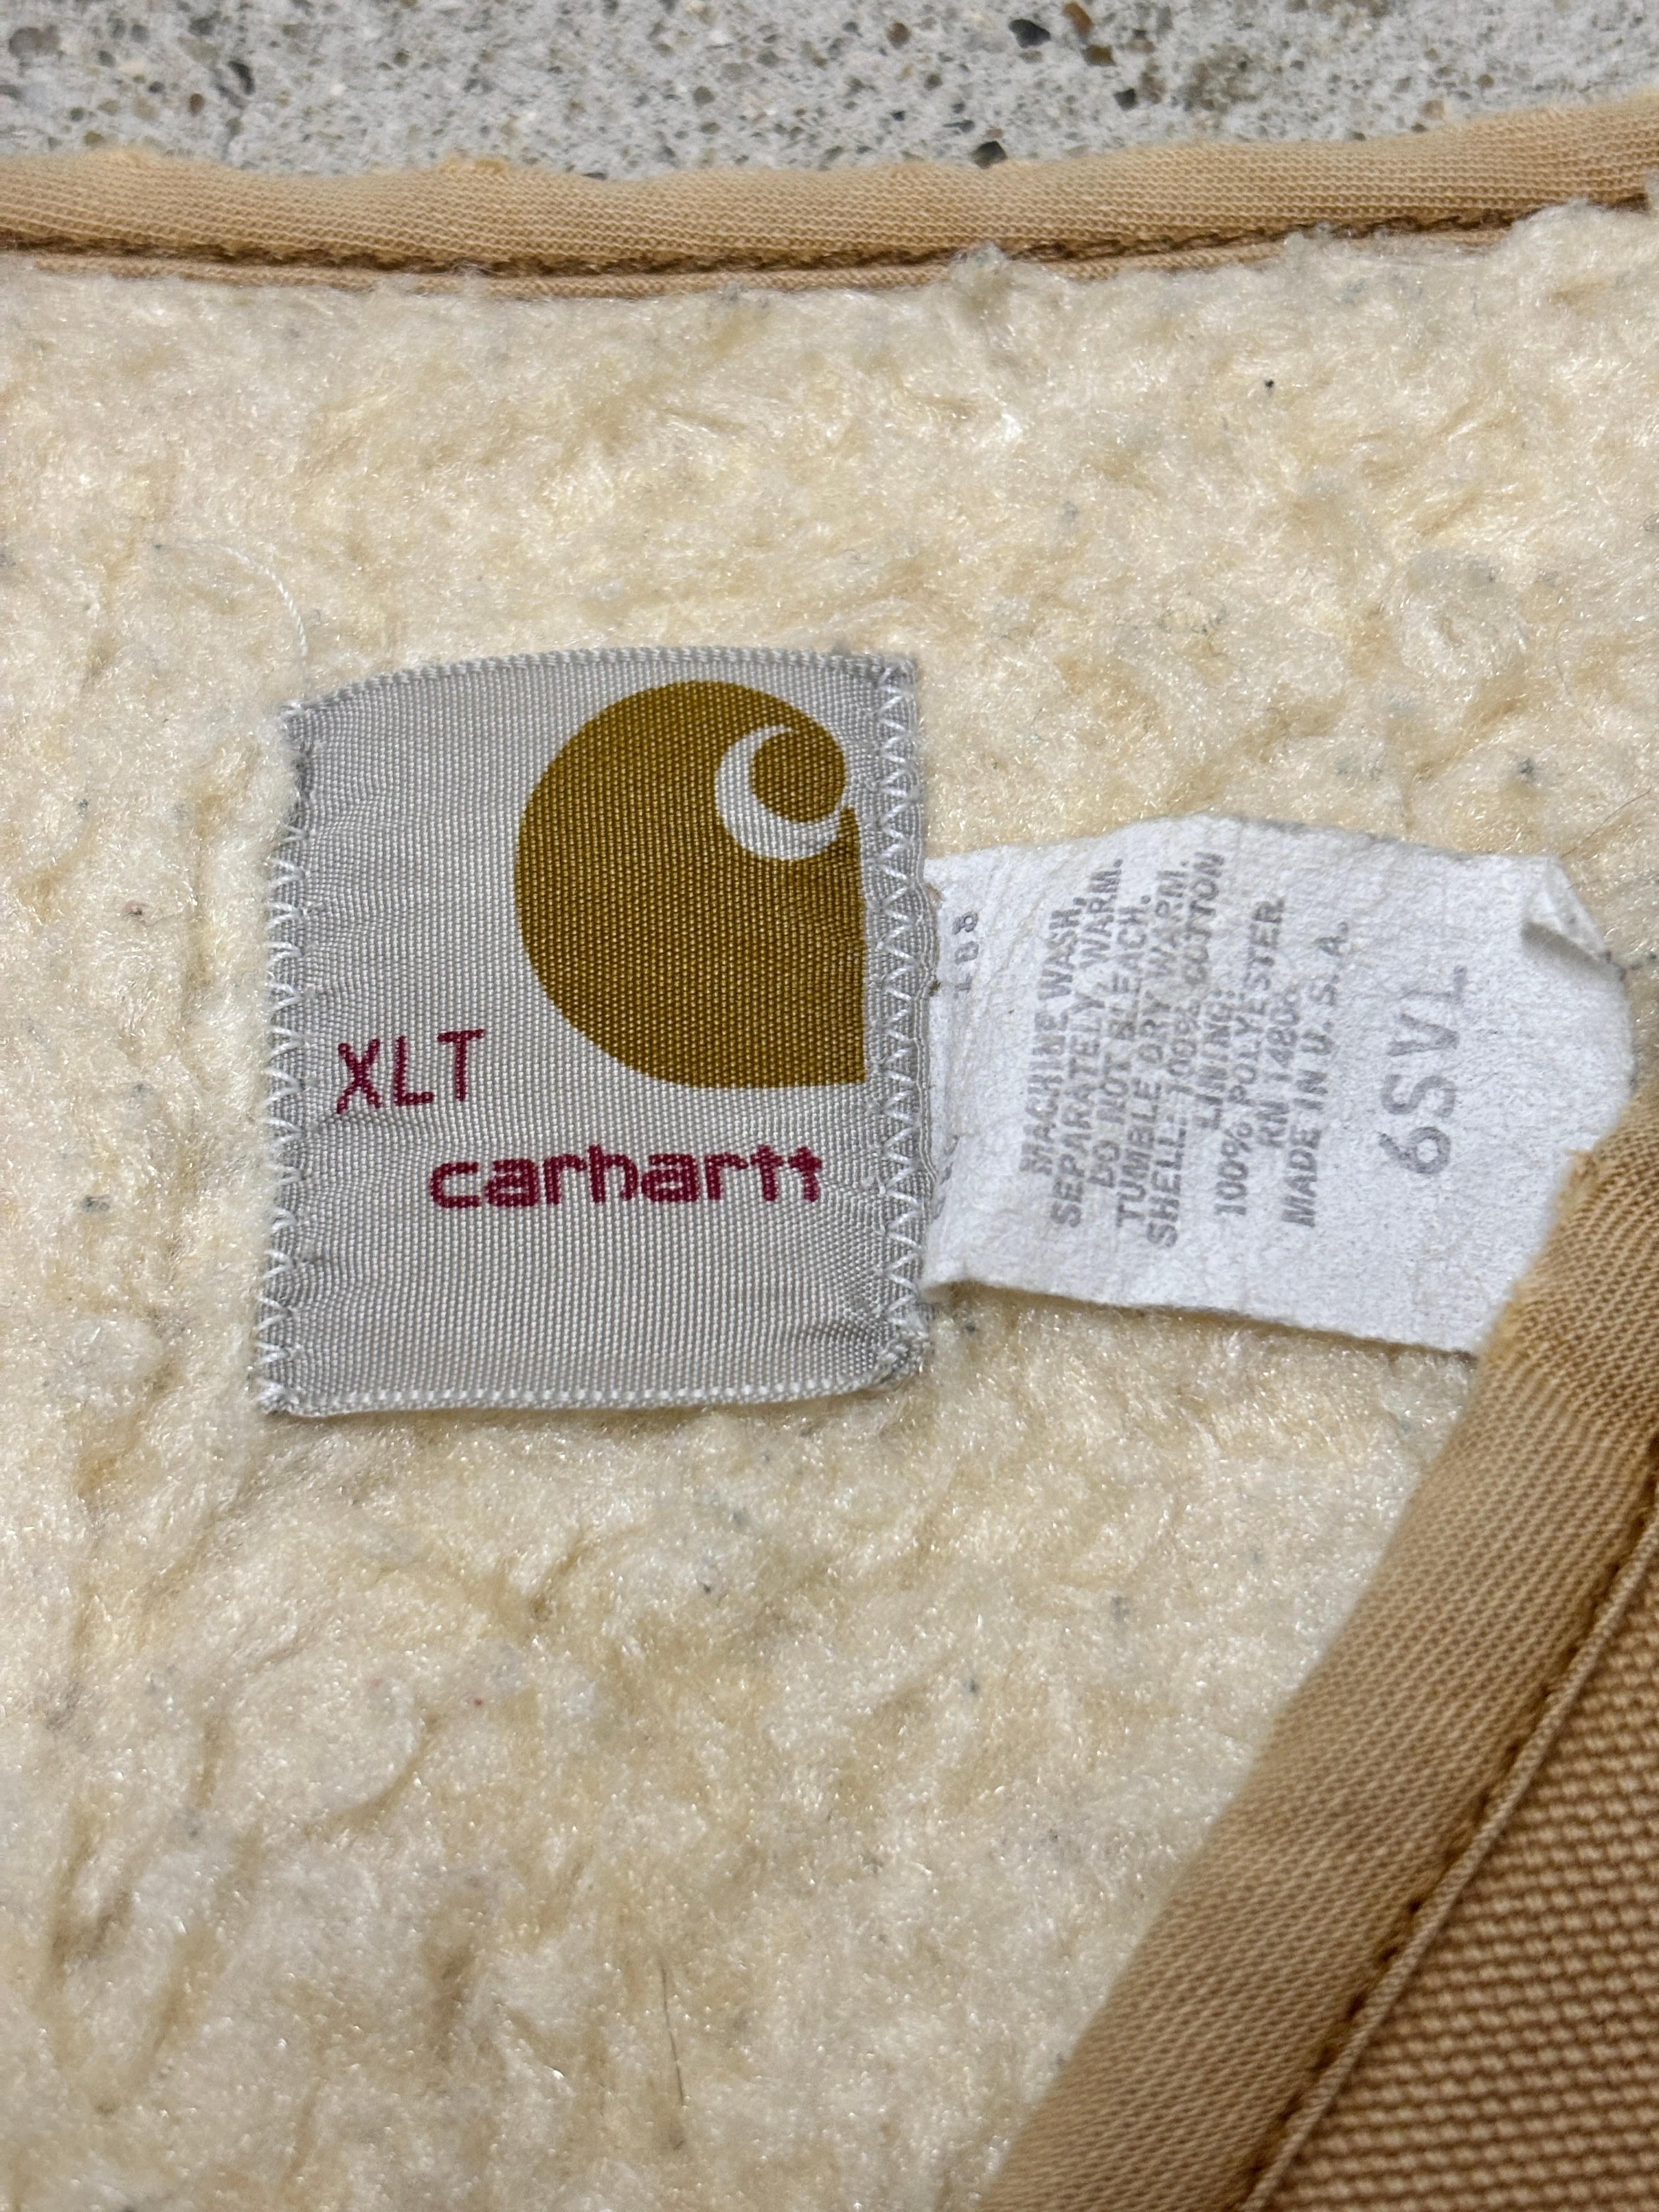 XLT
carhartt
MACHINE WASH,
SEPARATELY, WARM.
DO NOT BLEACH.
TUMBLE DRY WARM.
SHELL: 100% COTTON
LINING:
100% POLYESTER
RN 14806
MADE IN U.S.A.
6SVL